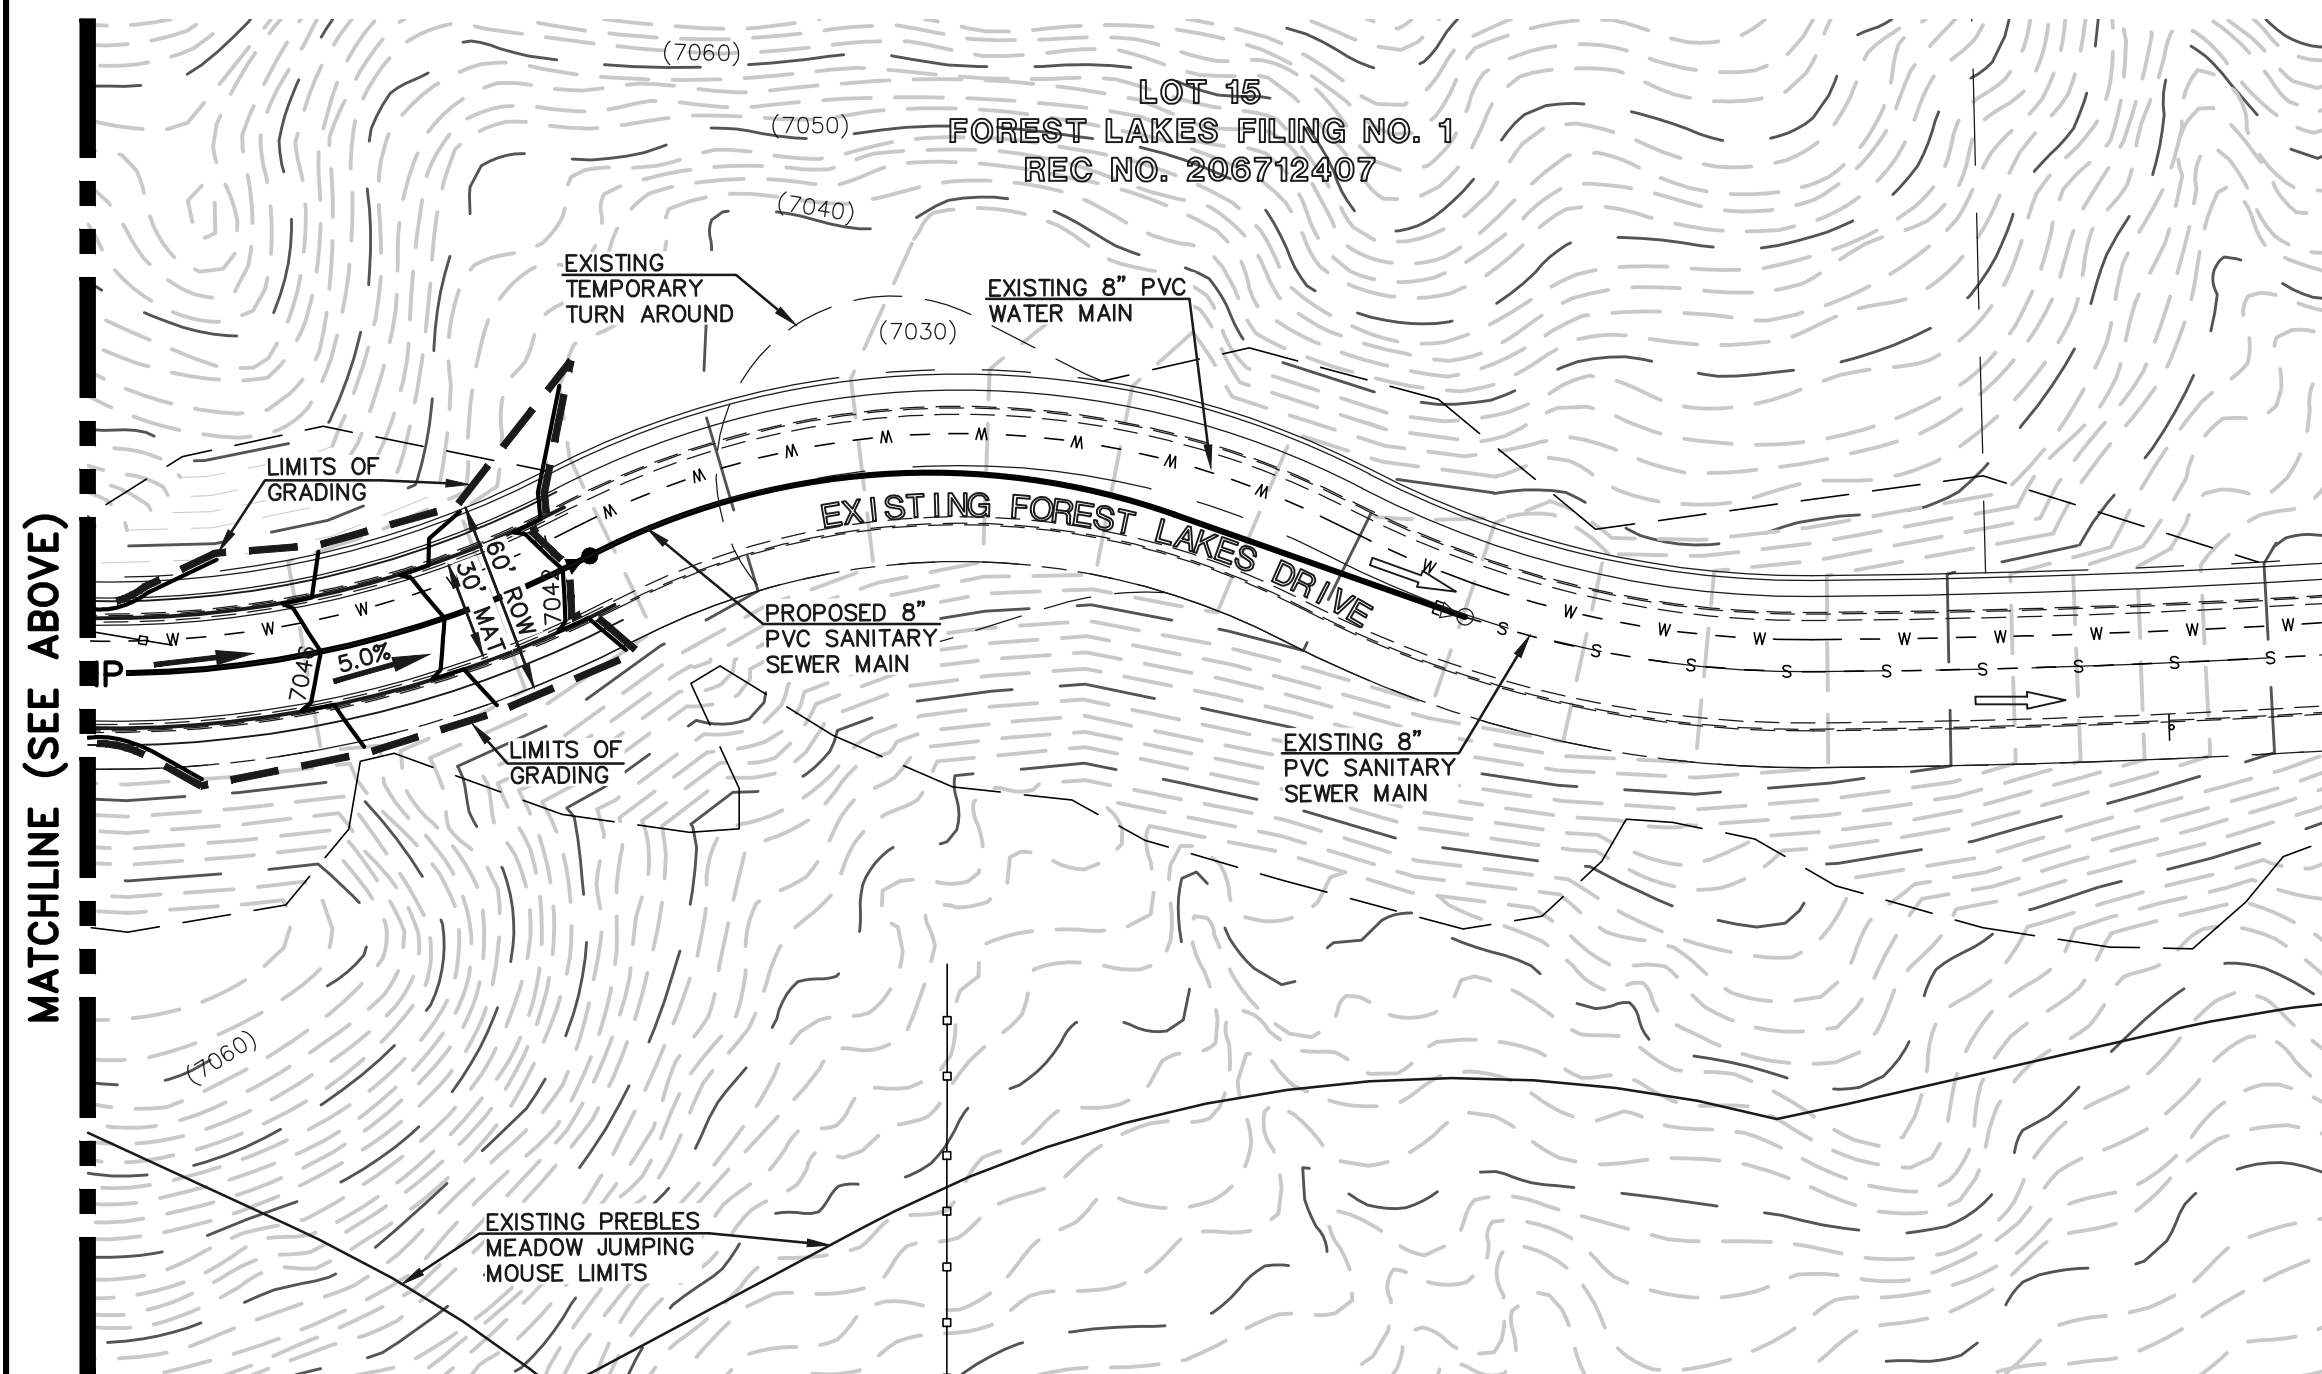 (7060)
LOT 15
FOREST LAKES FILING NO. 1
REC NO. 206712407
(7050)
(7040)
EXISTING
TEMPORARY
TURN AROUND
EXISTING 8" PVC
WATER MAIN
(7030)
LIMITS OF
GRADING
EXISTING FOREST LAKES DRIVE
60' ROW
30' MAT
7046
5.0%
P
PROPOSED 8"
PVC SANITARY
SEWER MAIN
LIMITS OF
GRADING
EXISTING 8"
PVC SANITARY
SEWER MAIN
W W W W W W W W W W W W W W W W W W W W
S S S S S S S S S
MATCHLINE (SEE ABOVE)
(7060)
EXISTING PREBLES
MEADOW JUMPING
MOUSE LIMITS